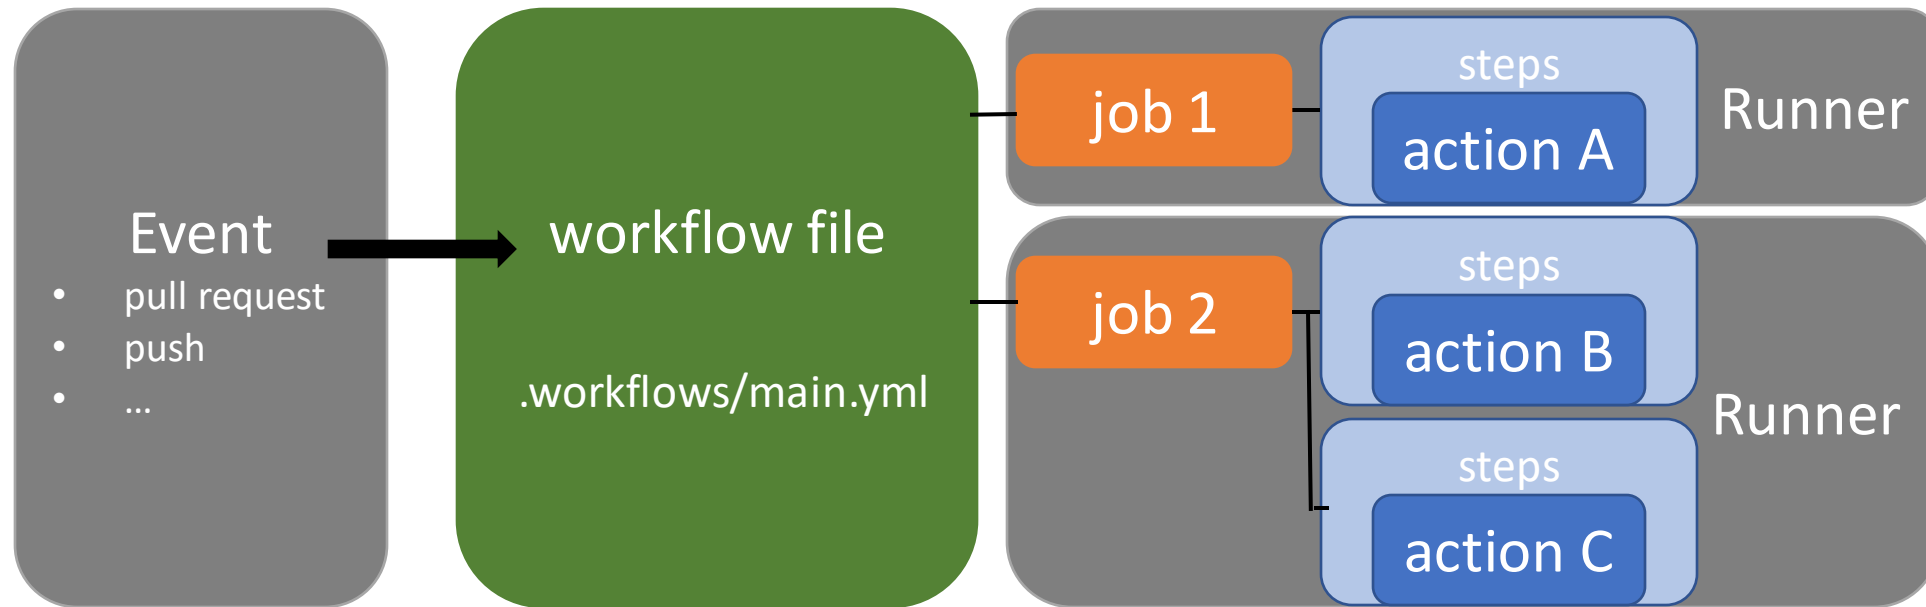 Event
• pull request
• push
• ...
workflow file
.workflows/main.yml
job 1
steps
action A
Runner
job 2
steps
action B
steps
action C
Runner